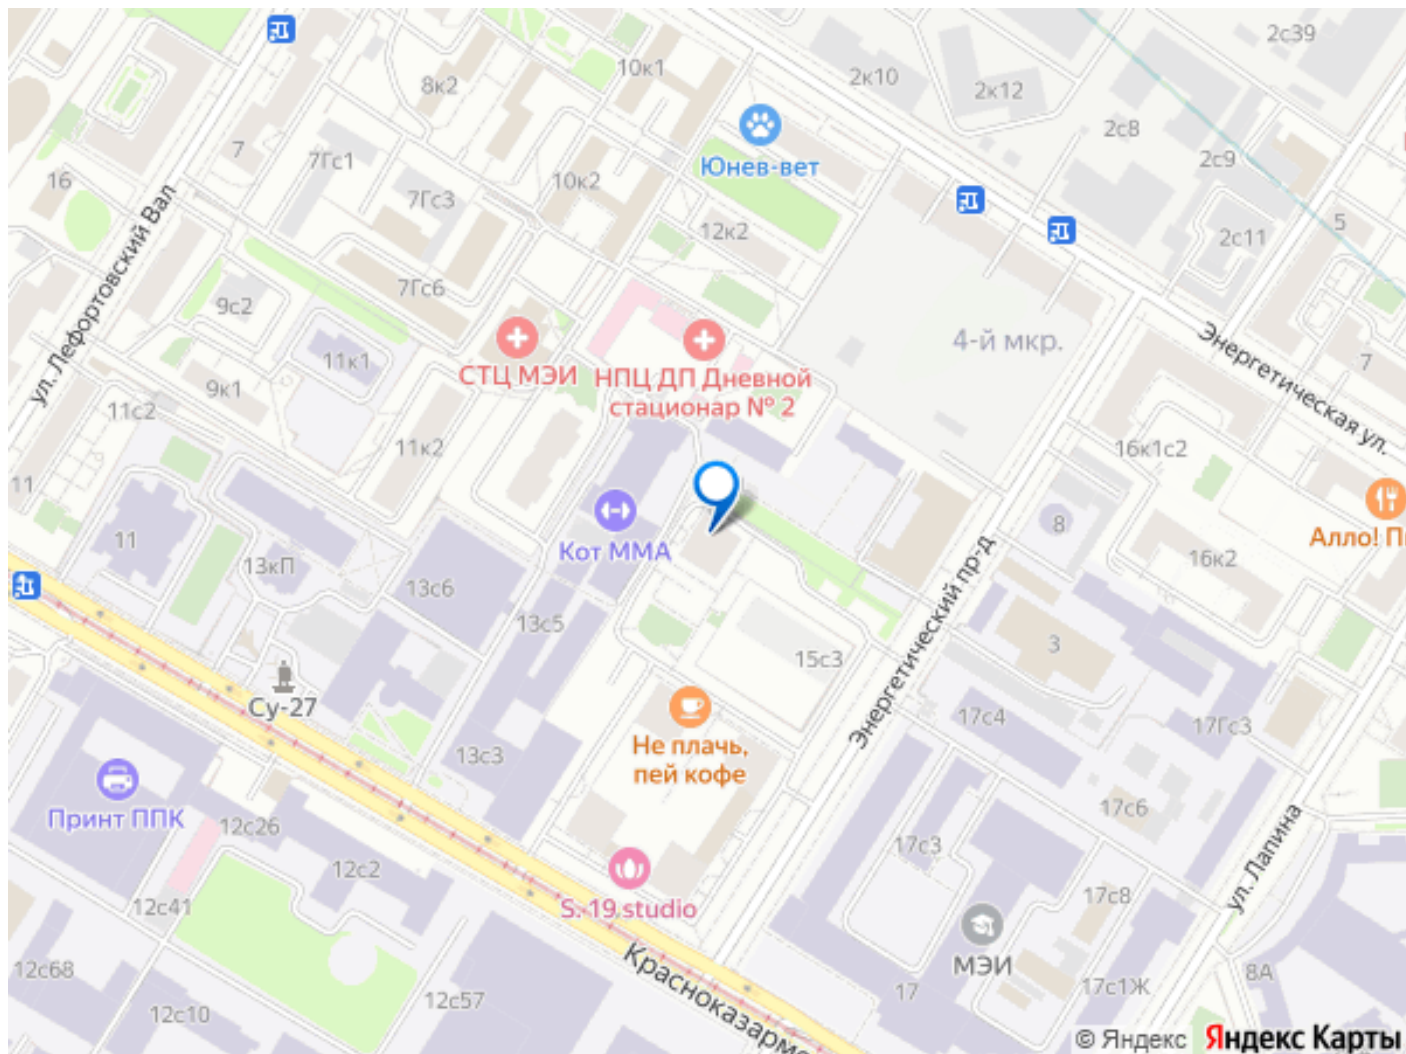 2с39
10к1
8к2
2к10
2к12
2с8
7
7Гс1
Юнев-вет
2с9
16
10к2
7Гс3
12к2
5
2с11
ул. Лефортовский Вал
7Гс6
9с2
4-й мкр.
Энергетическая ул.
11к1
СТЦ МЭИ
НПЦ ДП Дневной
стационар № 2
7
9к1
11с2
11к2
16к1с2
11
8
Алло!
11
Кот ММА
16к2
13кП
13с6
13с5
Энергетический пр-д
3
15с3
Су-27
17с4
17Гс3
Не плачь,
пей кофе
13с3
Принт ППК
17с6
12с26
17с3
12с2
ул. Лапина
17с8
S.-19 studio
12с41
МЭИ
12с68
8А
17с1Ж
17
12с57
12с10
© Яндекс Яндекс Карты